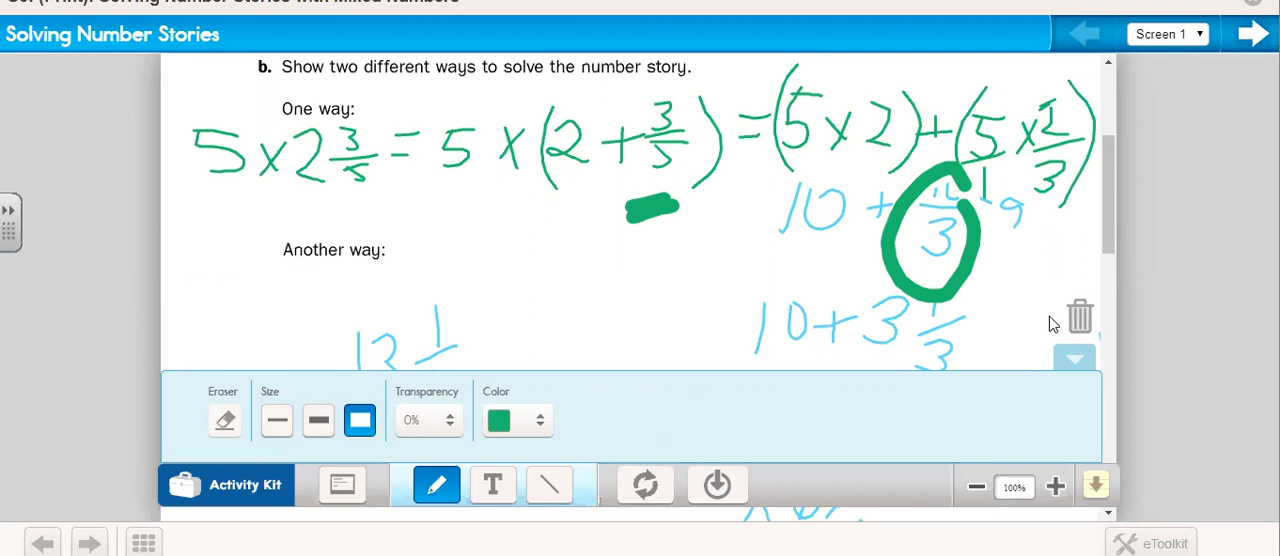 Solving Number Stories
Screen 1
b. Show two different ways to solve the number story.
One way:
5 × 2 3/5 = 5 × (2 + 3/5) = (5 × 2) + (5/1 × 2/3)
10 +
Another way:
10 + 3 1/3
Eraser
Size
Transparency
Color
0%
Activity Kit
T
100%
eToolkit